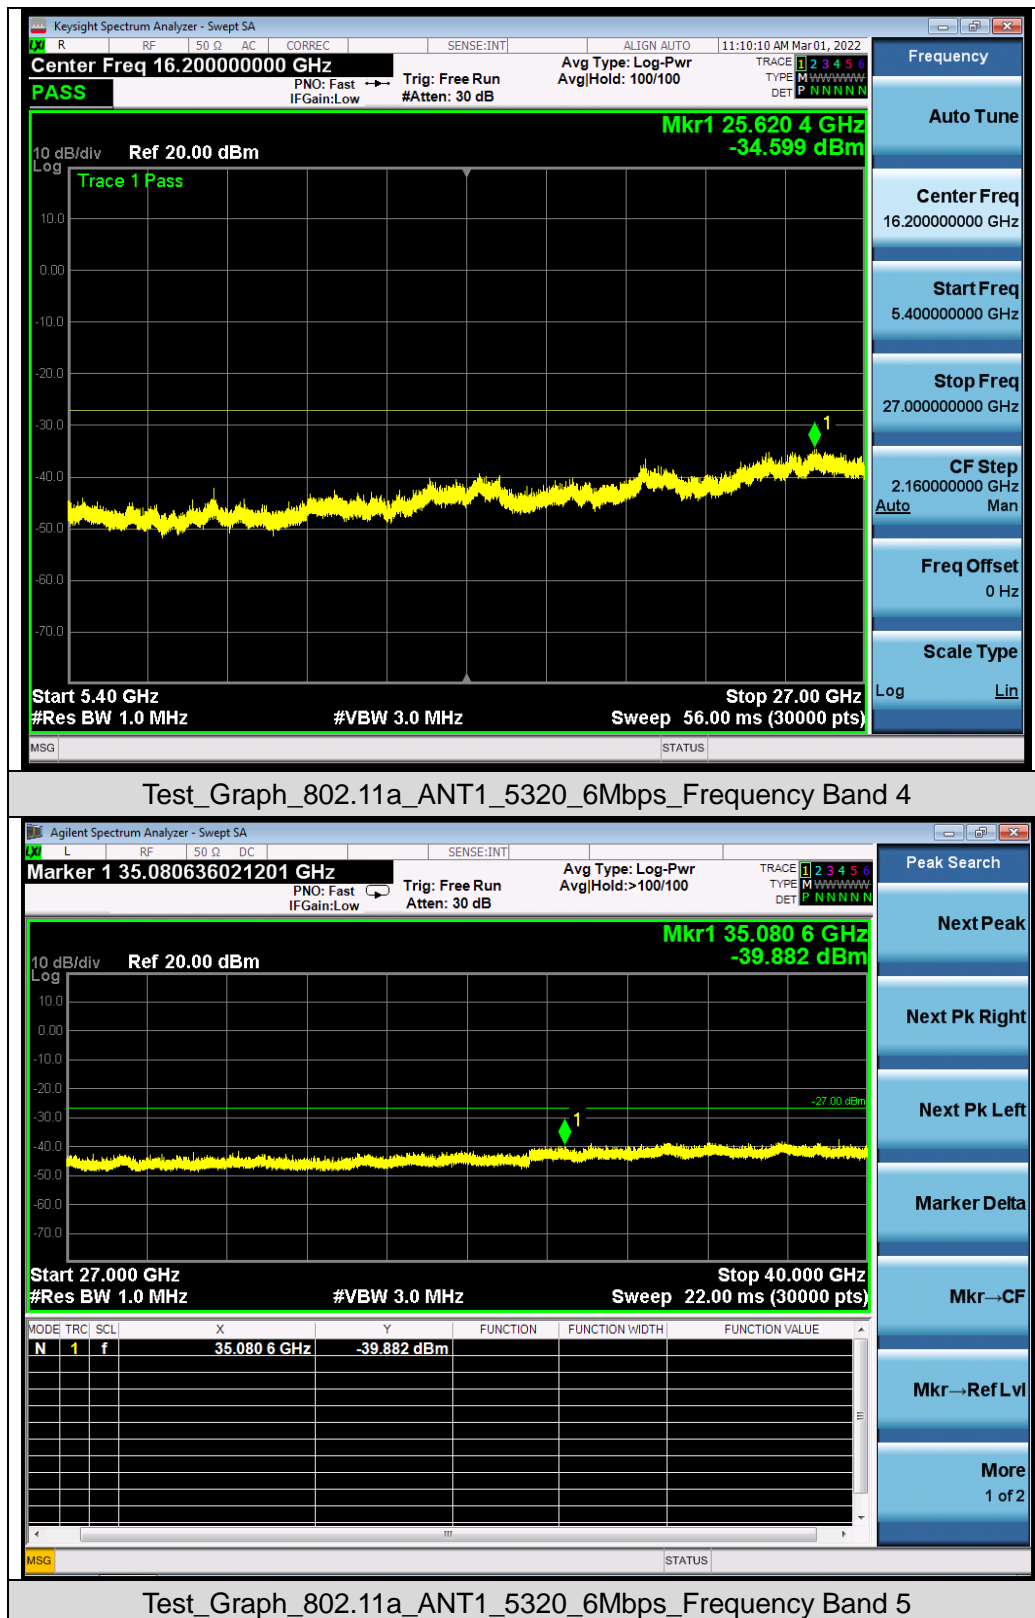 Keysight Spectrum Analyzer - Swept SA
LXI R RF 50 Ω AC CORREC SENSE:INT ALIGN AUTO 11:10:10 AM Mar 01, 2022
Center Freq 16.200000000 GHz
PASS
PNO: Fast
IFGain:Low
Trig: Free Run
#Atten: 30 dB
Avg Type: Log-Pwr
Avg|Hold: 100/100
TRACE 1 2 3 4 5 6
TYPE M W W W W W
DET P N N N N N
Mkr1 25.620 4 GHz
-34.599 dBm
10 dB/div Ref 20.00 dBm
Log
Trace 1 Pass
10.0
0.00
-10.0
-20.0
-30.0
1
-40.0
-50.0
-60.0
-70.0
Start 5.40 GHz Stop 27.00 GHz
#Res BW 1.0 MHz #VBW 3.0 MHz Sweep 56.00 ms (30000 pts)
MSG STATUS
Frequency
Auto Tune
Center Freq
16.200000000 GHz
Start Freq
5.400000000 GHz
Stop Freq
27.000000000 GHz
CF Step
2.160000000 GHz
Auto Man
Freq Offset
0 Hz
Scale Type
Log Lin
Test_Graph_802.11a_ANT1_5320_6Mbps_Frequency Band 4
Agilent Spectrum Analyzer - Swept SA
LXI L RF 50 Ω DC SENSE:INT
Marker 1 35.080636021201 GHz
PNO: Fast
IFGain:Low
Trig: Free Run
Atten: 30 dB
Avg Type: Log-Pwr
Avg|Hold:>100/100
TRACE 1 2 3 4 5 6
TYPE M W W W W W
DET P N N N N N
Mkr1 35.080 6 GHz
-39.882 dBm
10 dB/div Ref 20.00 dBm
Log
10.0
0.00
-10.0
-20.0
-27.00 dBm
-30.0
1
-40.0
-50.0
-60.0
-70.0
Start 27.000 GHz Stop 40.000 GHz
#Res BW 1.0 MHz #VBW 3.0 MHz Sweep 22.00 ms (30000 pts)
MODE TRC SCL X Y FUNCTION FUNCTION WIDTH FUNCTION VALUE
N 1 f 35.080 6 GHz -39.882 dBm
MSG STATUS
Peak Search
Next Peak
Next Pk Right
Next Pk Left
Marker Delta
Mkr→CF
Mkr→Ref Lvl
More
1 of 2
Test_Graph_802.11a_ANT1_5320_6Mbps_Frequency Band 5